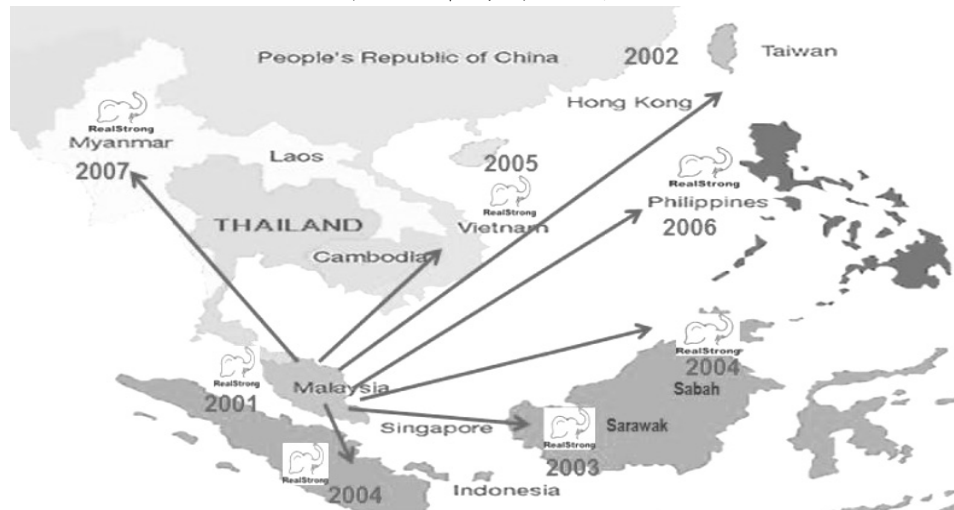 People's Republic of China
2002
Taiwan
Hong Kong
RealStrong
Myanmar
2007
Laos
2005
RealStrong
Vietnam
RealStrong
Philippines
2006
THAILAND
Cambodia
RealStrong
2001
Malaysia
RealStrong
2004
Sabah
Singapore
RealStrong
2003
Sarawak
RealStrong
2004
Indonesia